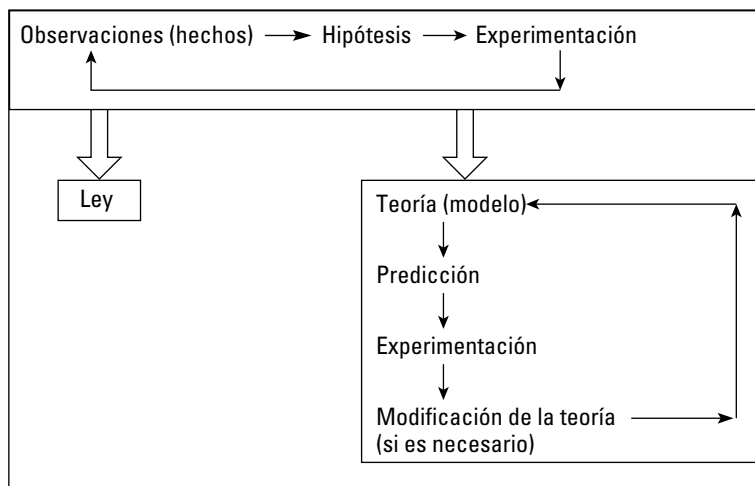 Observaciones (hechos) Hipótesis Experimentación
Ley
Teoría (modelo)
Predicción
Experimentación
Modificación de la teoría
(si es necesario)